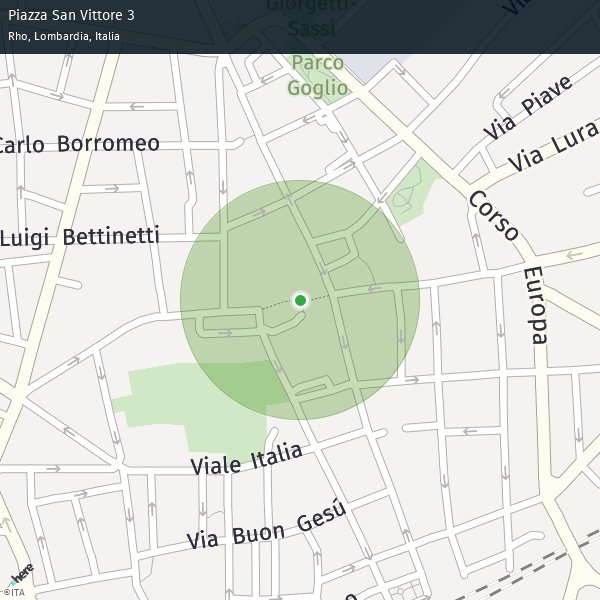 Piazza San Vittore 3
Rho, Lombardia, Italia
Giorgetti-
Sassi
Parco
Goglio
Via Piave
Via Lura
Carlo Borromeo
Corso
Europa
Luigi Bettinetti
Viale Italia
Via Buon Gesú
here
©ITA